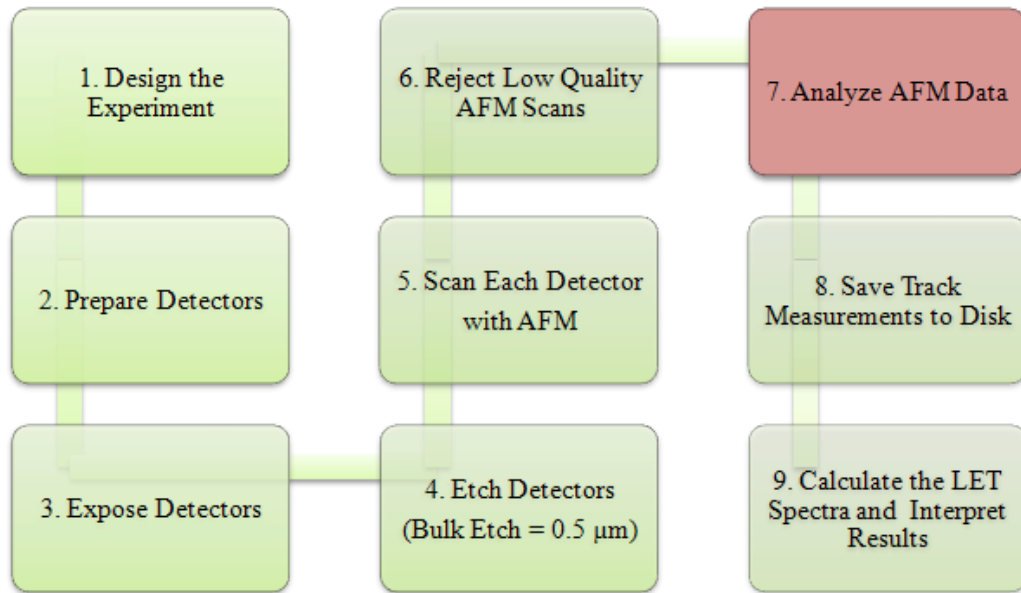 1. Design the
Experiment
2. Prepare Detectors
3. Expose Detectors
4. Etch Detectors
(Bulk Etch = 0.5 µm)
5. Scan Each Detector
with AFM
6. Reject Low Quality
AFM Scans
7. Analyze AFM Data
8. Save Track
Measurements to Disk
9. Calculate the LET
Spectra and Interpret
Results